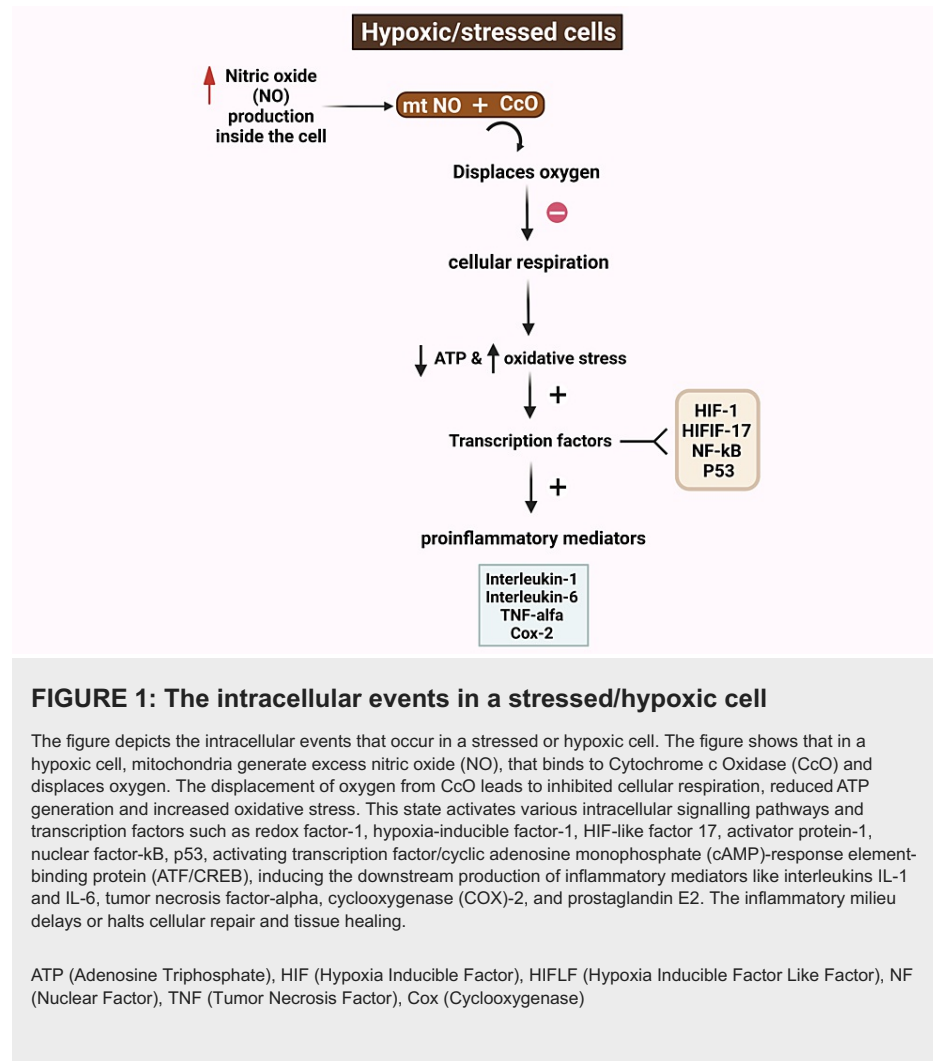 Hypoxic/stressed cells
Nitric oxide
(NO)
production
inside the cell
mt NO + CcO
Displaces oxygen
cellular respiration
ATP & oxidative stress
+
Transcription factors
HIF-1
HIFIF-17
NF-kB
P53
+
proinflammatory mediators
Interleukin-1
Interleukin-6
TNF-alfa
Cox-2
FIGURE 1: The intracellular events in a stressed/hypoxic cell
The figure depicts the intracellular events that occur in a stressed or hypoxic cell. The figure shows that in a
hypoxic cell, mitochondria generate excess nitric oxide (NO), that binds to Cytochrome c Oxidase (CcO) and
displaces oxygen. The displacement of oxygen from CcO leads to inhibited cellular respiration, reduced ATP
generation and increased oxidative stress. This state activates various intracellular signalling pathways and
transcription factors such as redox factor-1, hypoxia-inducible factor-1, HIF-like factor 17, activator protein-1,
nuclear factor-kB, p53, activating transcription factor/cyclic adenosine monophosphate (cAMP)-response element-
binding protein (ATF/CREB), inducing the downstream production of inflammatory mediators like interleukins IL-1
and IL-6, tumor necrosis factor-alpha, cyclooxygenase (COX)-2, and prostaglandin E2. The inflammatory milieu
delays or halts cellular repair and tissue healing.
ATP (Adenosine Triphosphate), HIF (Hypoxia Inducible Factor), HIFLF (Hypoxia Inducible Factor Like Factor), NF
(Nuclear Factor), TNF (Tumor Necrosis Factor), Cox (Cyclooxygenase)